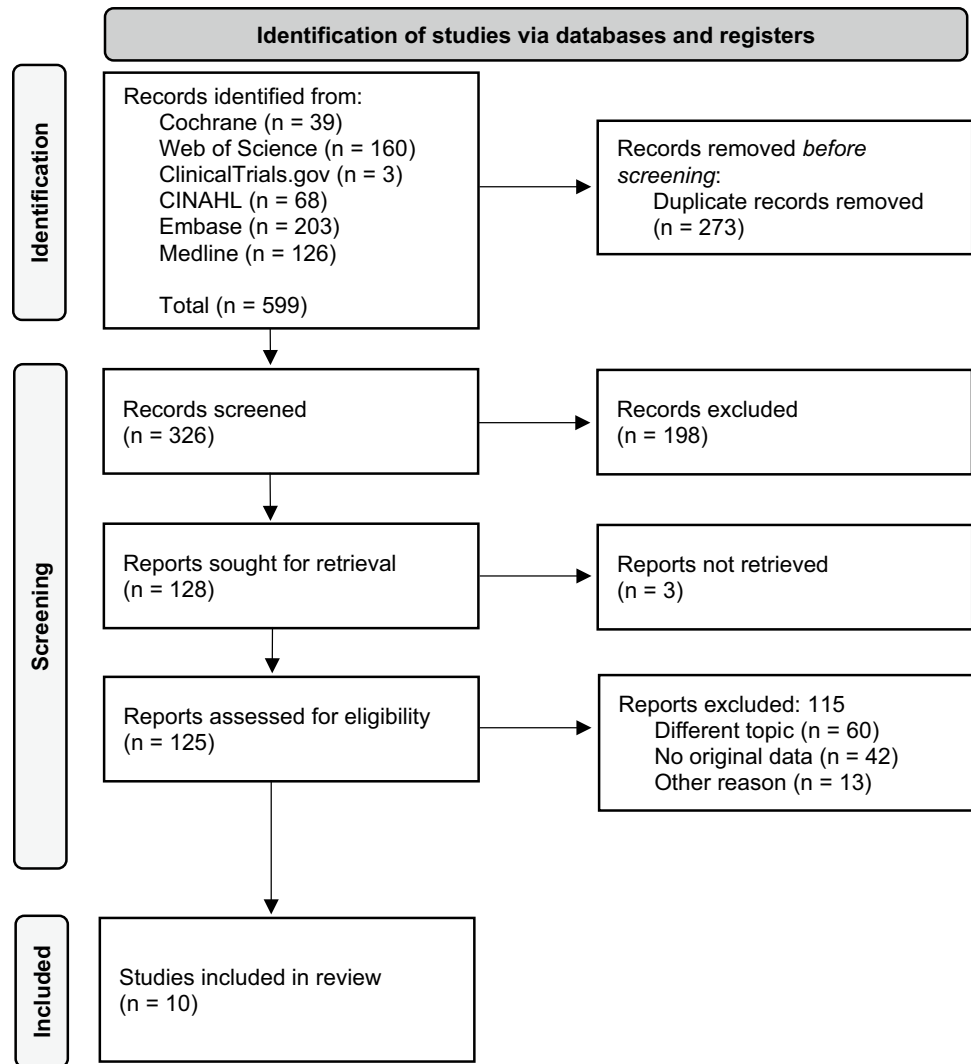 Identification of studies via databases and registers
Identification
Records identified from:
Cochrane (n = 39)
Web of Science (n = 160)
ClinicalTrials.gov (n = 3)
CINAHL (n = 68)
Embase (n = 203)
Medline (n = 126)
Total (n = 599)
Records removed before
screening:
Duplicate records removed
(n = 273)
Screening
Records screened
(n = 326)
Records excluded
(n = 198)
Reports sought for retrieval
(n = 128)
Reports not retrieved
(n = 3)
Reports assessed for eligibility
(n = 125)
Reports excluded: 115
Different topic (n = 60)
No original data (n = 42)
Other reason (n = 13)
Included
Studies included in review
(n = 10)